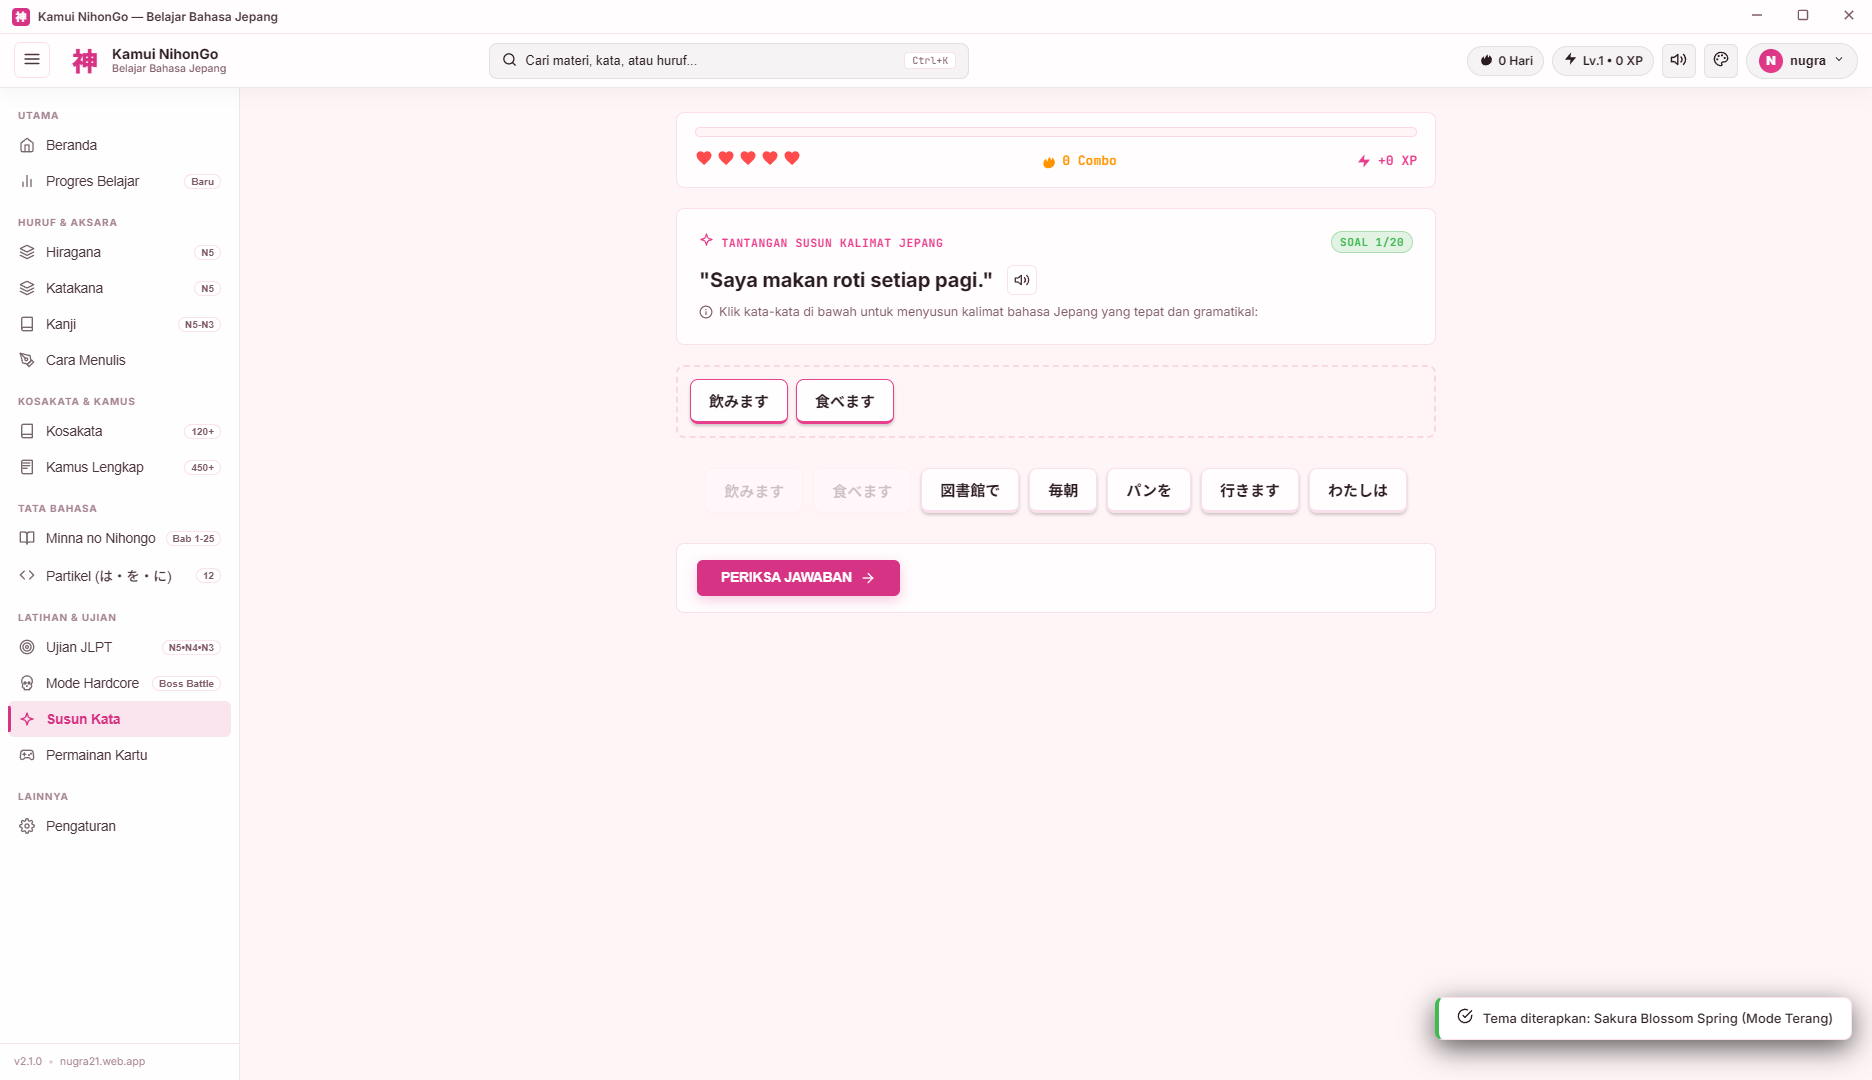 神 Kamui NihonGo — Belajar Bahasa Jepang
神 Kamui NihonGo
Belajar Bahasa Jepang
Cari materi, kata, atau huruf... Ctrl+K
0 Hari
Lv.1 • 0 XP
N nugra
UTAMA
Beranda
Progres Belajar Baru
HURUF & AKSARA
Hiragana N5
Katakana N5
Kanji N5-N3
Cara Menulis
KOSAKATA & KAMUS
Kosakata 120+
Kamus Lengkap 450+
TATA BAHASA
Minna no Nihongo Bab 1-25
Partikel (は・を・に) 12
LATIHAN & UJIAN
Ujian JLPT N5•N4•N3
Mode Hardcore Boss Battle
Susun Kata
Permainan Kartu
LAINNYA
Pengaturan
v2.1.0 • nugra21.web.app
0 Combo
+0 XP
TANTANGAN SUSUN KALIMAT JEPANG
SOAL 1/20
"Saya makan roti setiap pagi."
Klik kata-kata di bawah untuk menyusun kalimat bahasa Jepang yang tepat dan gramatikal:
飲みます 食べます
飲みます 食べます 図書館で 毎朝 パンを 行きます わたしは
PERIKSA JAWABAN →
Tema diterapkan: Sakura Blossom Spring (Mode Terang)